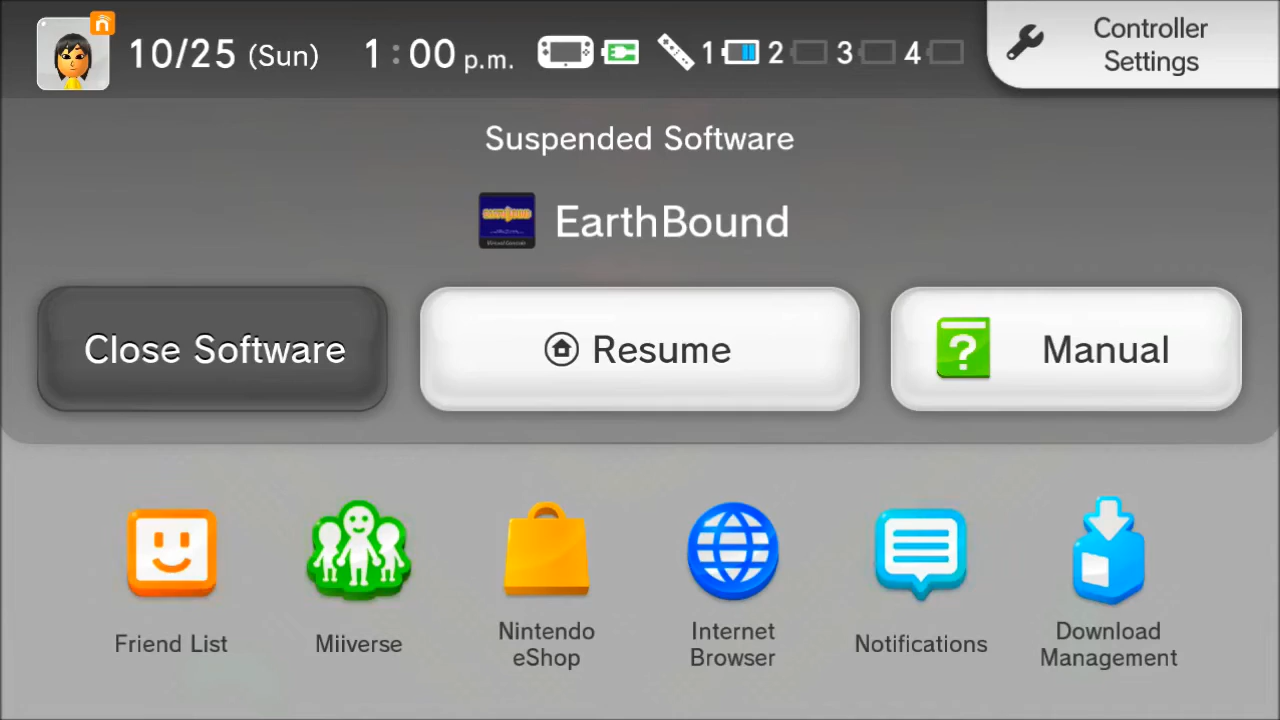 10/25 (Sun) 1:00 p.m. 1 2 3 4
Controller
Settings
Suspended Software
EarthBound
Close Software
Resume
Manual
Friend List
Miiverse
Nintendo
eShop
Internet
Browser
Notifications
Download
Management